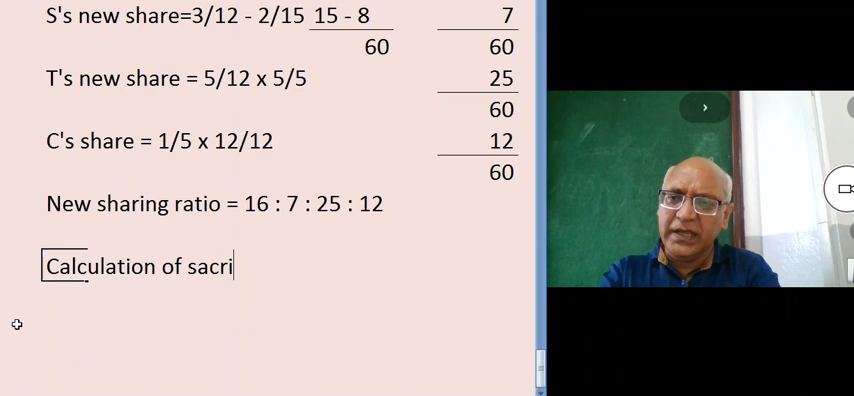 S's new share=3/12 - 2/15 15 - 8 7
60 60
T's new share = 5/12 x 5/5 25
60
C's share = 1/5 x 12/12 12
60
New sharing ratio = 16 : 7 : 25 : 12
Calculation of sacri